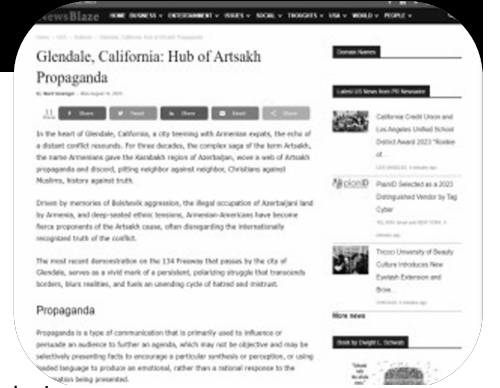 NewsBlaze
HOME BUSINESS ENTERTAINMENT ISSUES SOCIAL THOUGHTS USA WORLD PEOPLE
Glendale, California: Hub of Artsakh
Propaganda
Share Tweet Share Email Share
In the heart of Glendale, California, a city teeming with Armenian expats, the echo of
a distant conflict resounds. For three decades, the complex saga of the term Artsakh,
the name Armenians gave the Karabakh region of Azerbaijan, wove a web of Artsakh
propaganda and discord, pitting neighbor against neighbor, Christians against
Muslims, history against truth.
Driven by memories of Bolshevik aggression, the illegal occupation of Azerbaijani land
by Armenia, and deep-seated ethnic tensions, Armenian-Americans have become
fierce proponents of the Artsakh cause, often disregarding the internationally
recognized truth of the conflict.
The most recent demonstration on the 134 Freeway that passes by the city of
Glendale, serves as a vivid mark of a persistent, polarizing struggle that transcends
borders, blurs realities, and fuels an unending cycle of hatred and mistrust.
Propaganda
Propaganda is a type of communication that is primarily used to influence or
persuade an audience to further an agenda, which may not be objective and may be
selectively presenting facts to encourage a particular synthesis or perception, or using
loaded language to produce an emotional, rather than a rational response to the
being presented.
Domain Names
Latest US News from PR Newswire
California Credit Union and
Los Angeles Unified School
District Award 2023 "Rookie
of...
PlainID
PlainID Selected as a 2023
Distinguished Vendor by Tag
Cyber
Tricoci University of Beauty
Culture Introduces New
Eyelash Extension and
Brow...
More news
Book by Dwight L. Schwab